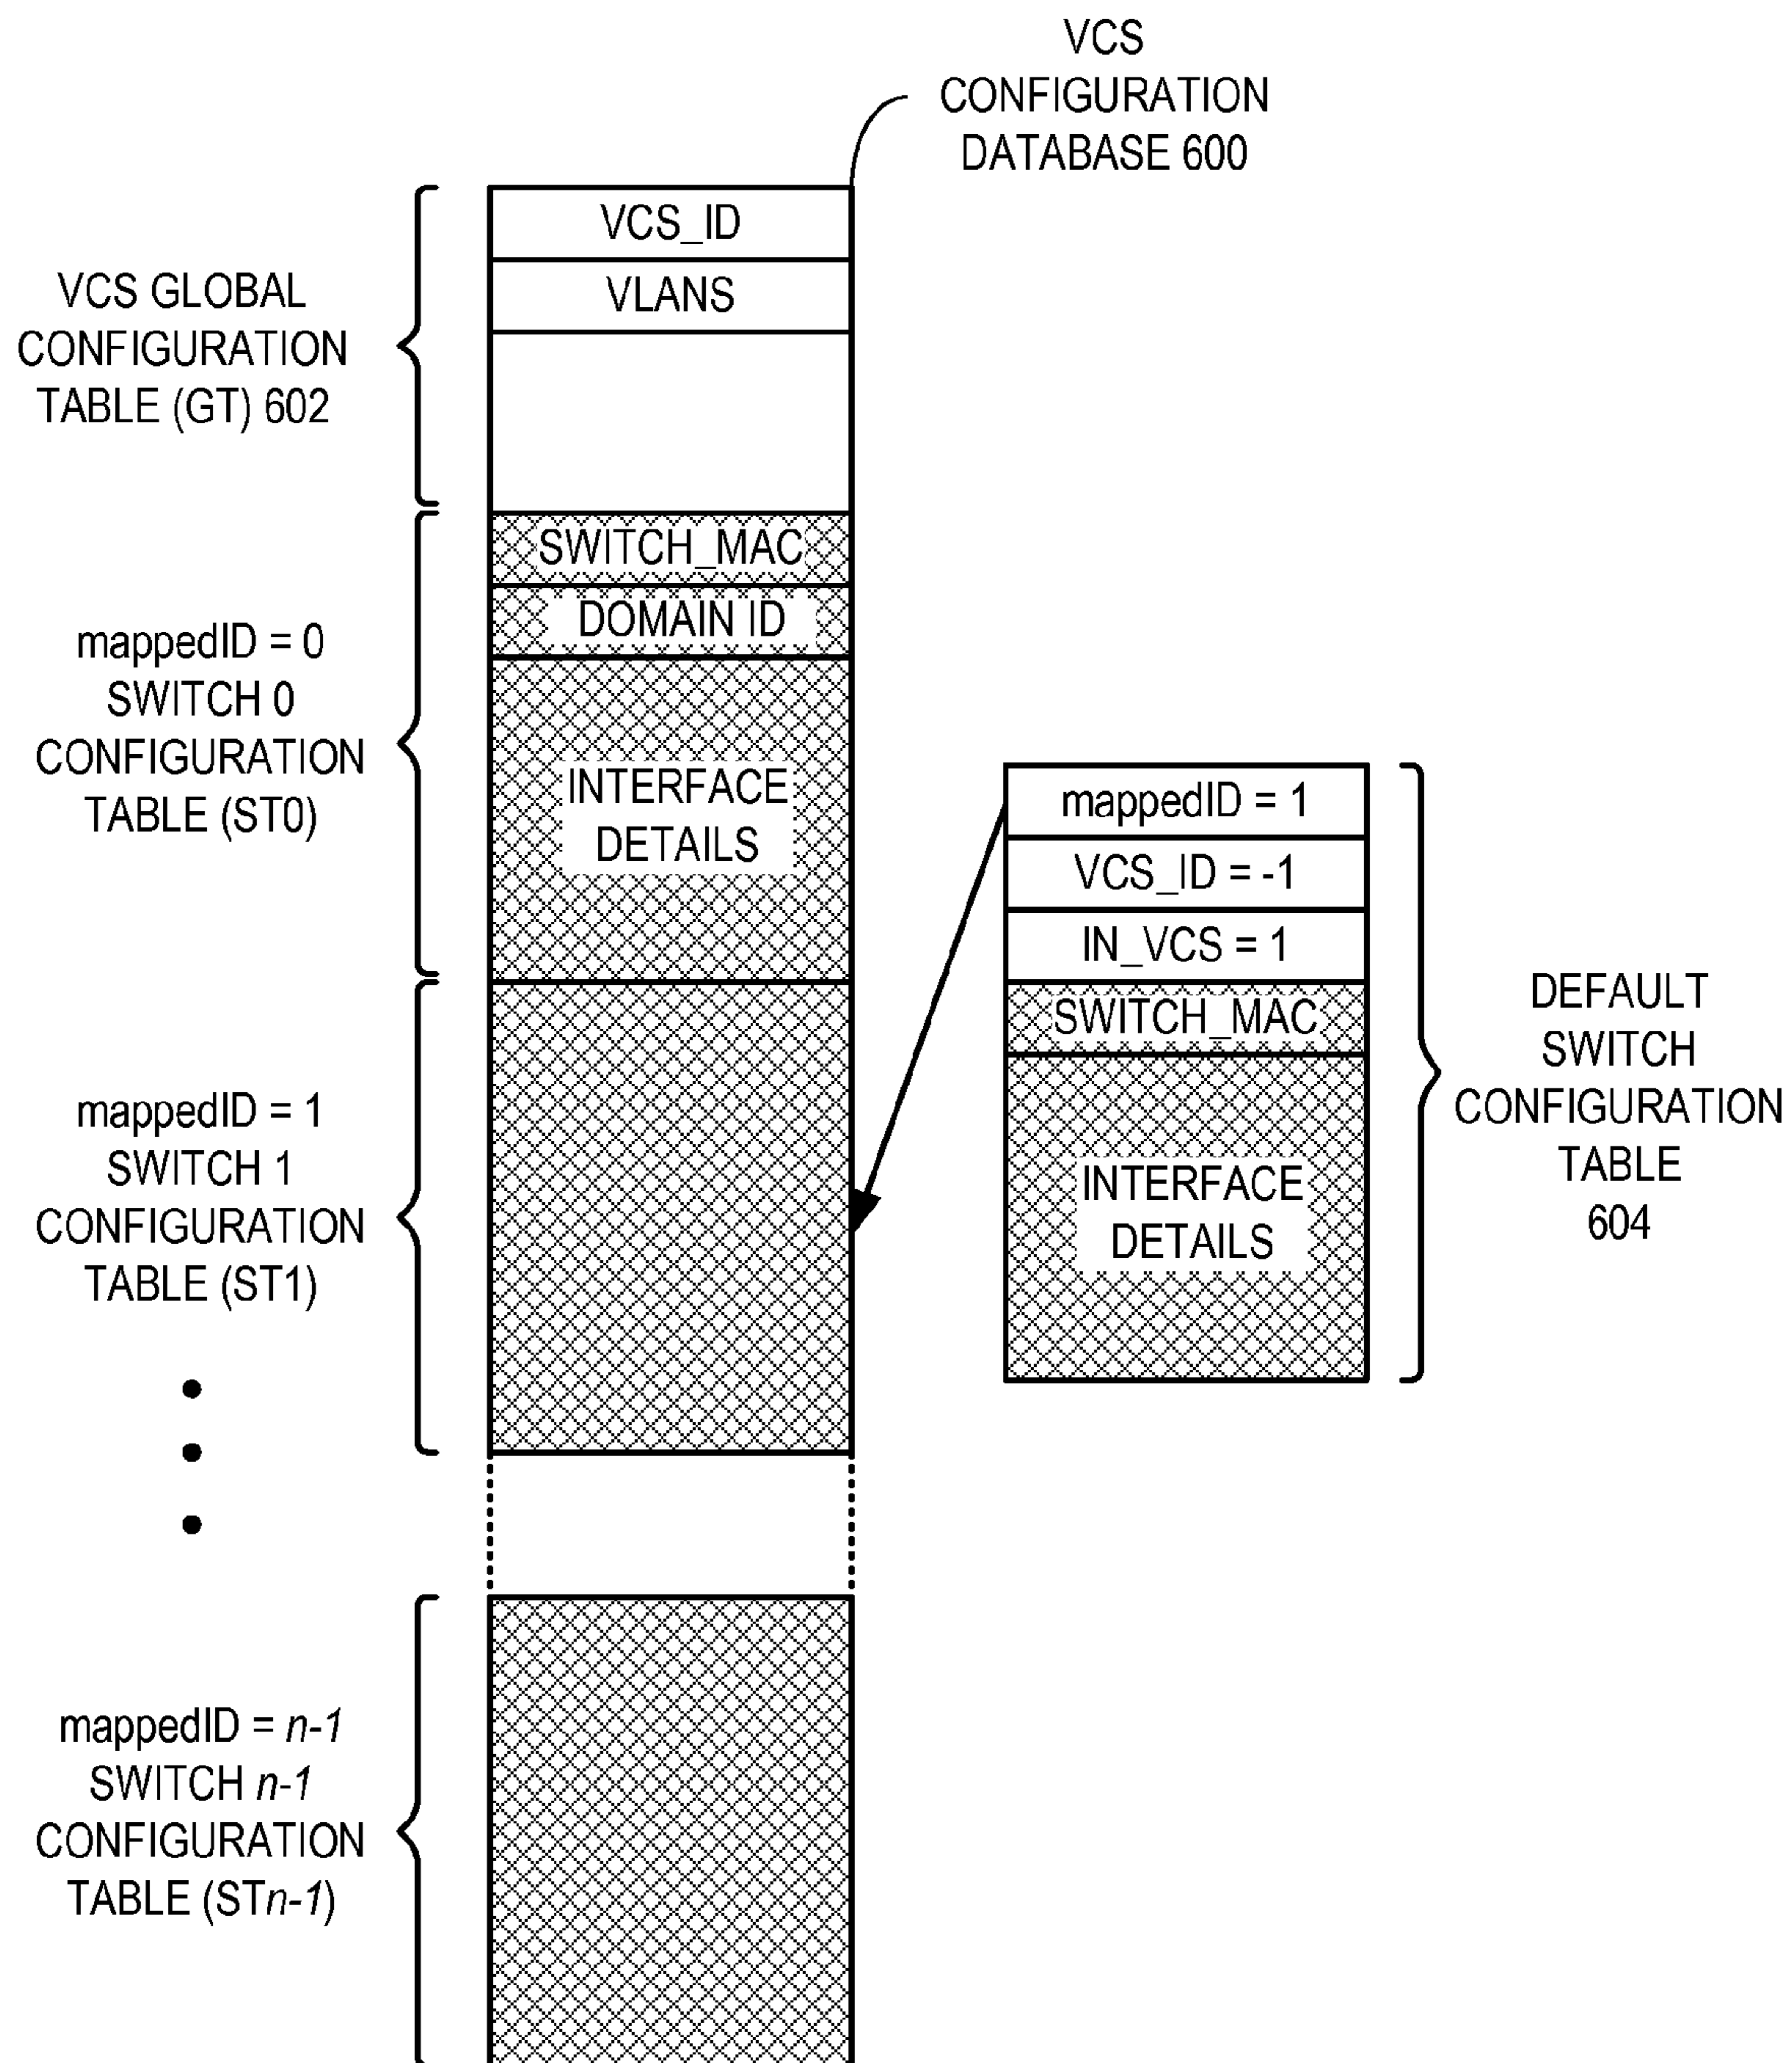 VCS
CONFIGURATION
DATABASE 600
VCS GLOBAL
CONFIGURATION
TABLE (GT) 602
VCS_ID
VLANS
mappedID = 0
SWITCH 0
CONFIGURATION
TABLE (ST0)
SWITCH_MAC
DOMAIN ID
INTERFACE
DETAILS
mappedID = 1
SWITCH 1
CONFIGURATION
TABLE (ST1)
mappedID = 1
VCS_ID = -1
IN_VCS = 1
SWITCH_MAC
INTERFACE
DETAILS
DEFAULT
SWITCH
CONFIGURATION
TABLE
604
mappedID = n-1
SWITCH n-1
CONFIGURATION
TABLE (STn-1)